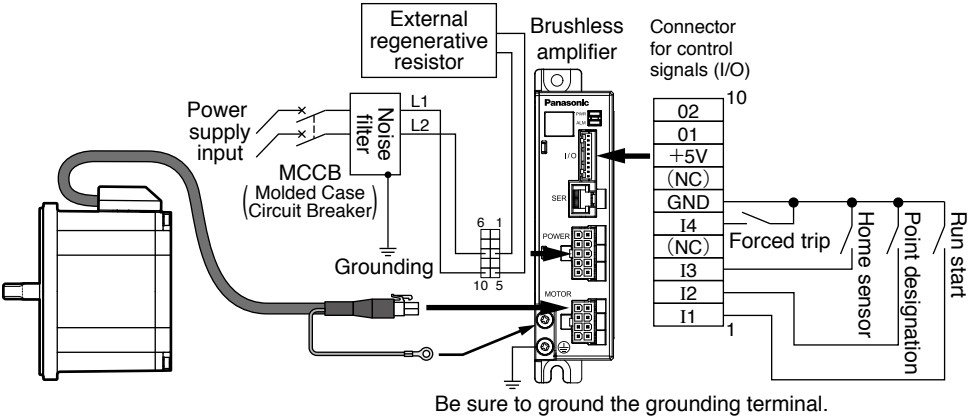 External
regenerative
resistor
Brushless
amplifier
Connector
for control
signals (I/O)
Power
supply
input
Noise
filter
L1
L2
MCCB
(Molded Case
Circuit Breaker)
Grounding
6 1
10 5
Panasonic
PWR
ALM
I/O
SER
POWER
MOTOR
10
02
01
+5V
(NC)
GND
I4
(NC)
I3
I2
I1
1
Forced trip
Home sensor
Point designation
Run start
Be sure to ground the grounding terminal.